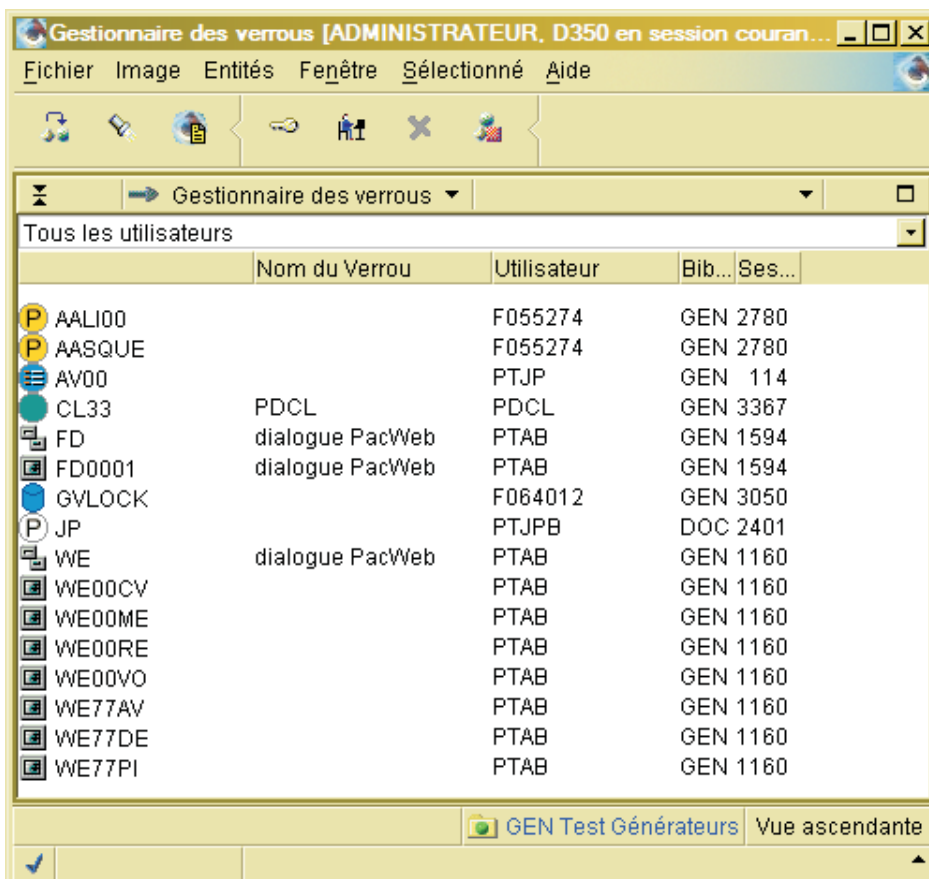 Gestionnaire des verrous [ADMINISTRATEUR, D350 en session couran...
Fichier Image Entités Fenêtre Sélectionné Aide
Gestionnaire des verrous
Tous les utilisateurs
Nom du Verrou Utilisateur Bib... Ses...
P AALI00 F055274 GEN 2780
P AASQUE F055274 GEN 2780
AV00 PTJP GEN 114
CL33 PDCL PDCL GEN 3367
FD dialogue PacWeb PTAB GEN 1594
FD0001 dialogue PacWeb PTAB GEN 1594
GVLOCK F064012 GEN 3050
P JP PTJPB DOC 2401
WE dialogue PacWeb PTAB GEN 1160
WE00CV PTAB GEN 1160
WE00ME PTAB GEN 1160
WE00RE PTAB GEN 1160
WE00VO PTAB GEN 1160
WE77AV PTAB GEN 1160
WE77DE PTAB GEN 1160
WE77PI PTAB GEN 1160
GEN Test Générateurs Vue ascendante